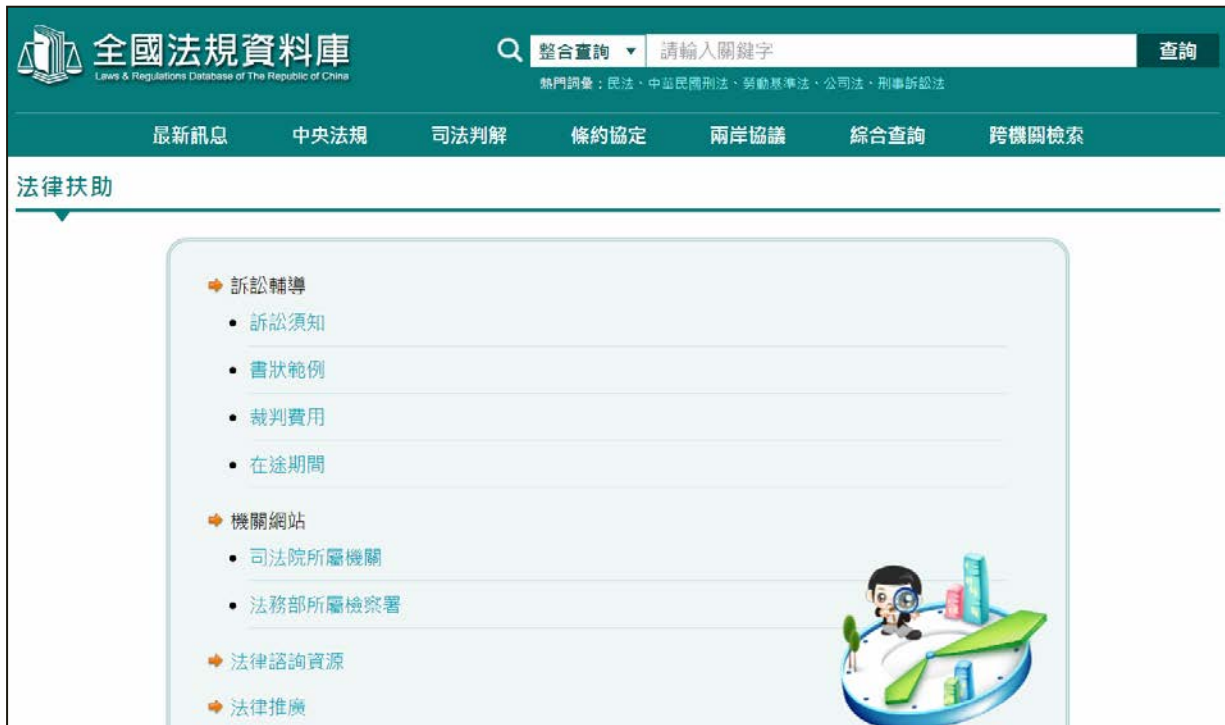 全國法規資料庫
Laws & Regulations Database of The Republic of China
整合查詢 ▼ 請輸入關鍵字 查詢
熱門詞彙：民法、中華民國刑法、勞動基準法、公司法、刑事訴訟法
最新訊息 中央法規 司法判解 條約協定 兩岸協議 綜合查詢 跨機關檢索
法律扶助
訴訟輔導
訴訟須知
書狀範例
裁判費用
在途期間
機關網站
司法院所屬機關
法務部所屬檢察署
法律諮詢資源
法律推廣